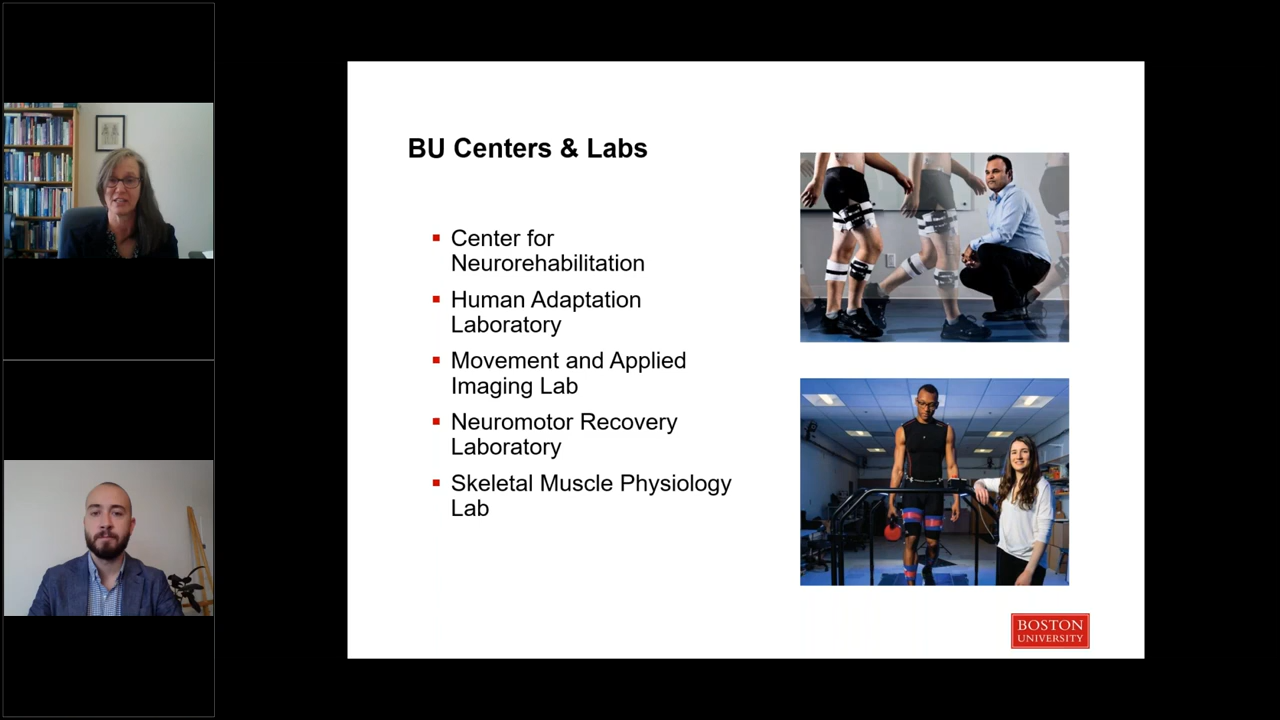 BU Centers & Labs
Center for
Neurorehabilitation
Human Adaptation
Laboratory
Movement and Applied
Imaging Lab
Neuromotor Recovery
Laboratory
Skeletal Muscle Physiology
Lab
BOSTON
UNIVERSITY